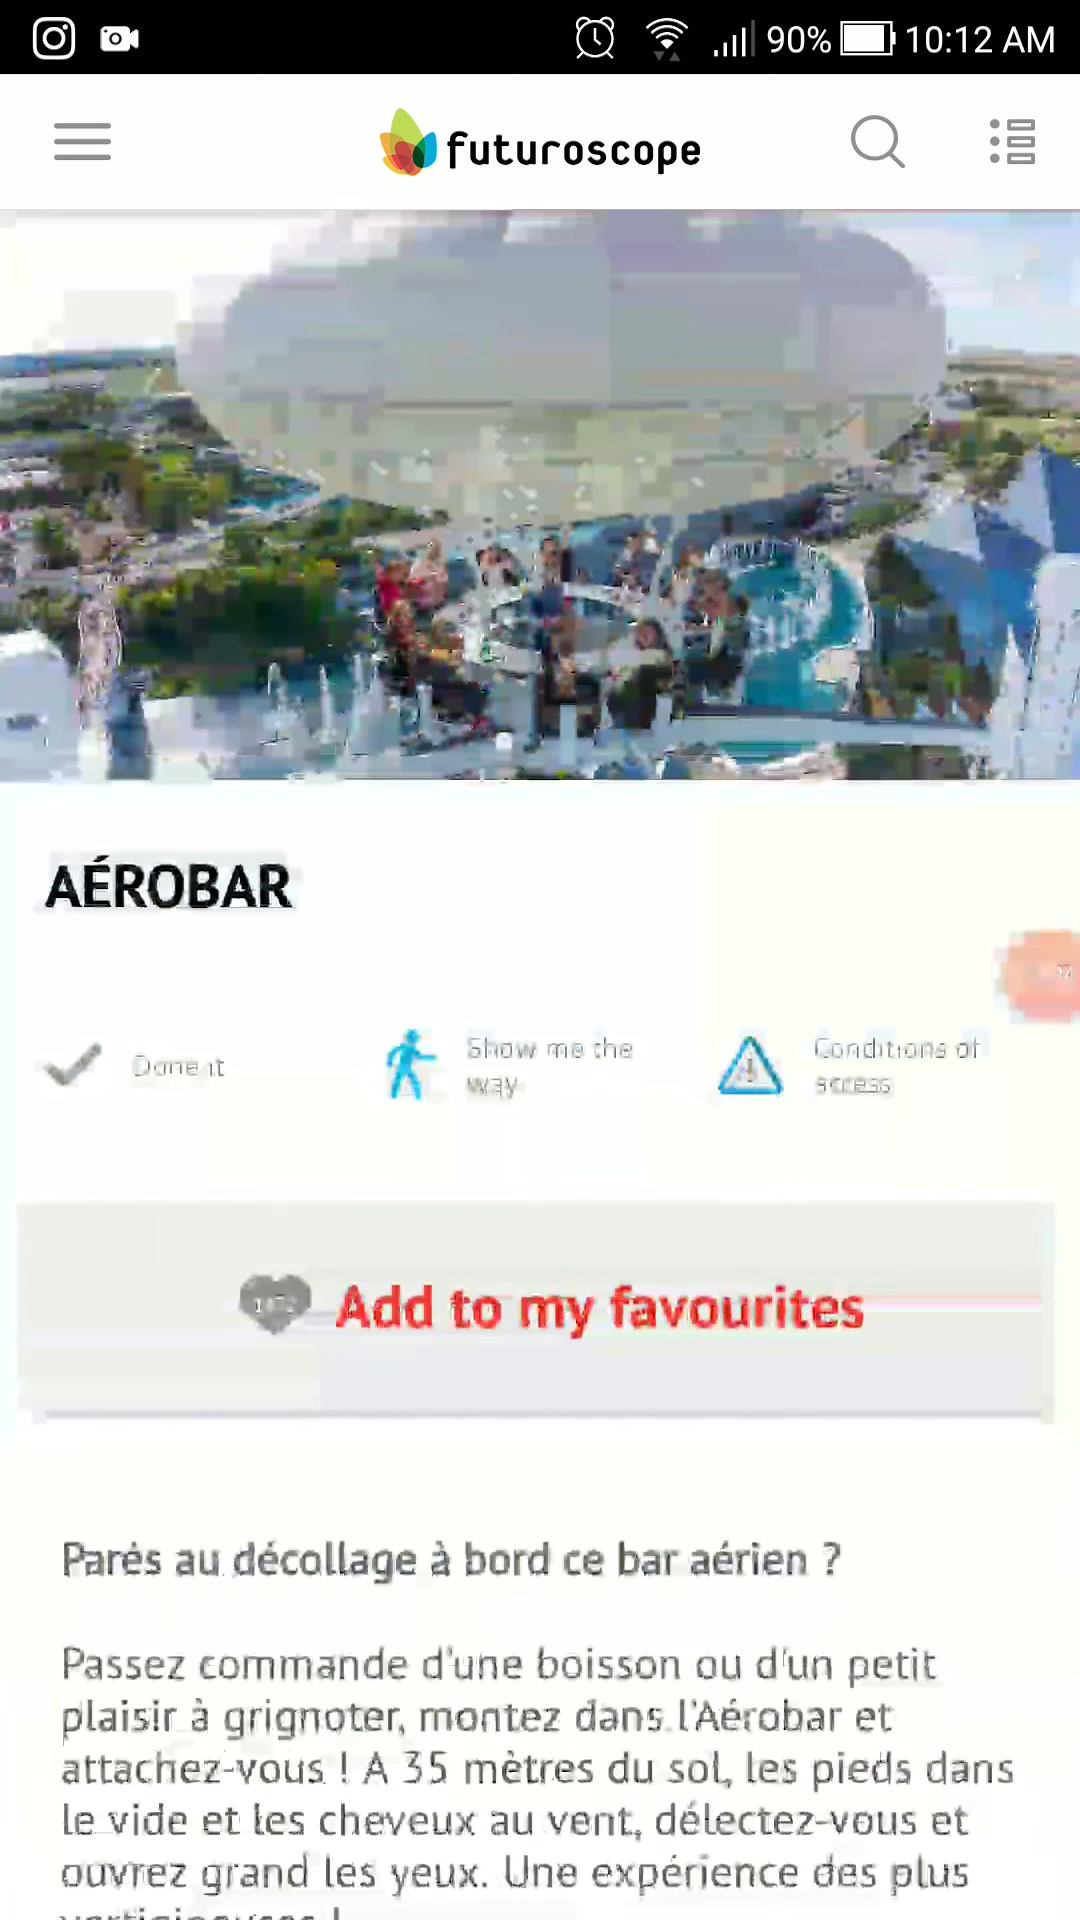 90% 10:12 AM
futuroscope
AÉROBAR
Done it
Show me the
way
Conditions of
access
Add to my favourites
Parés au décollage à bord ce bar aérien ?
Passez commande d'une boisson ou d'un petit
plaisir à grignoter, montez dans l'Aérobar et
attachez-vous ! A 35 mètres du sol, les pieds dans
le vide et les cheveux au vent, délectez-vous et
ouvrez grand les yeux. Une expérience des plus